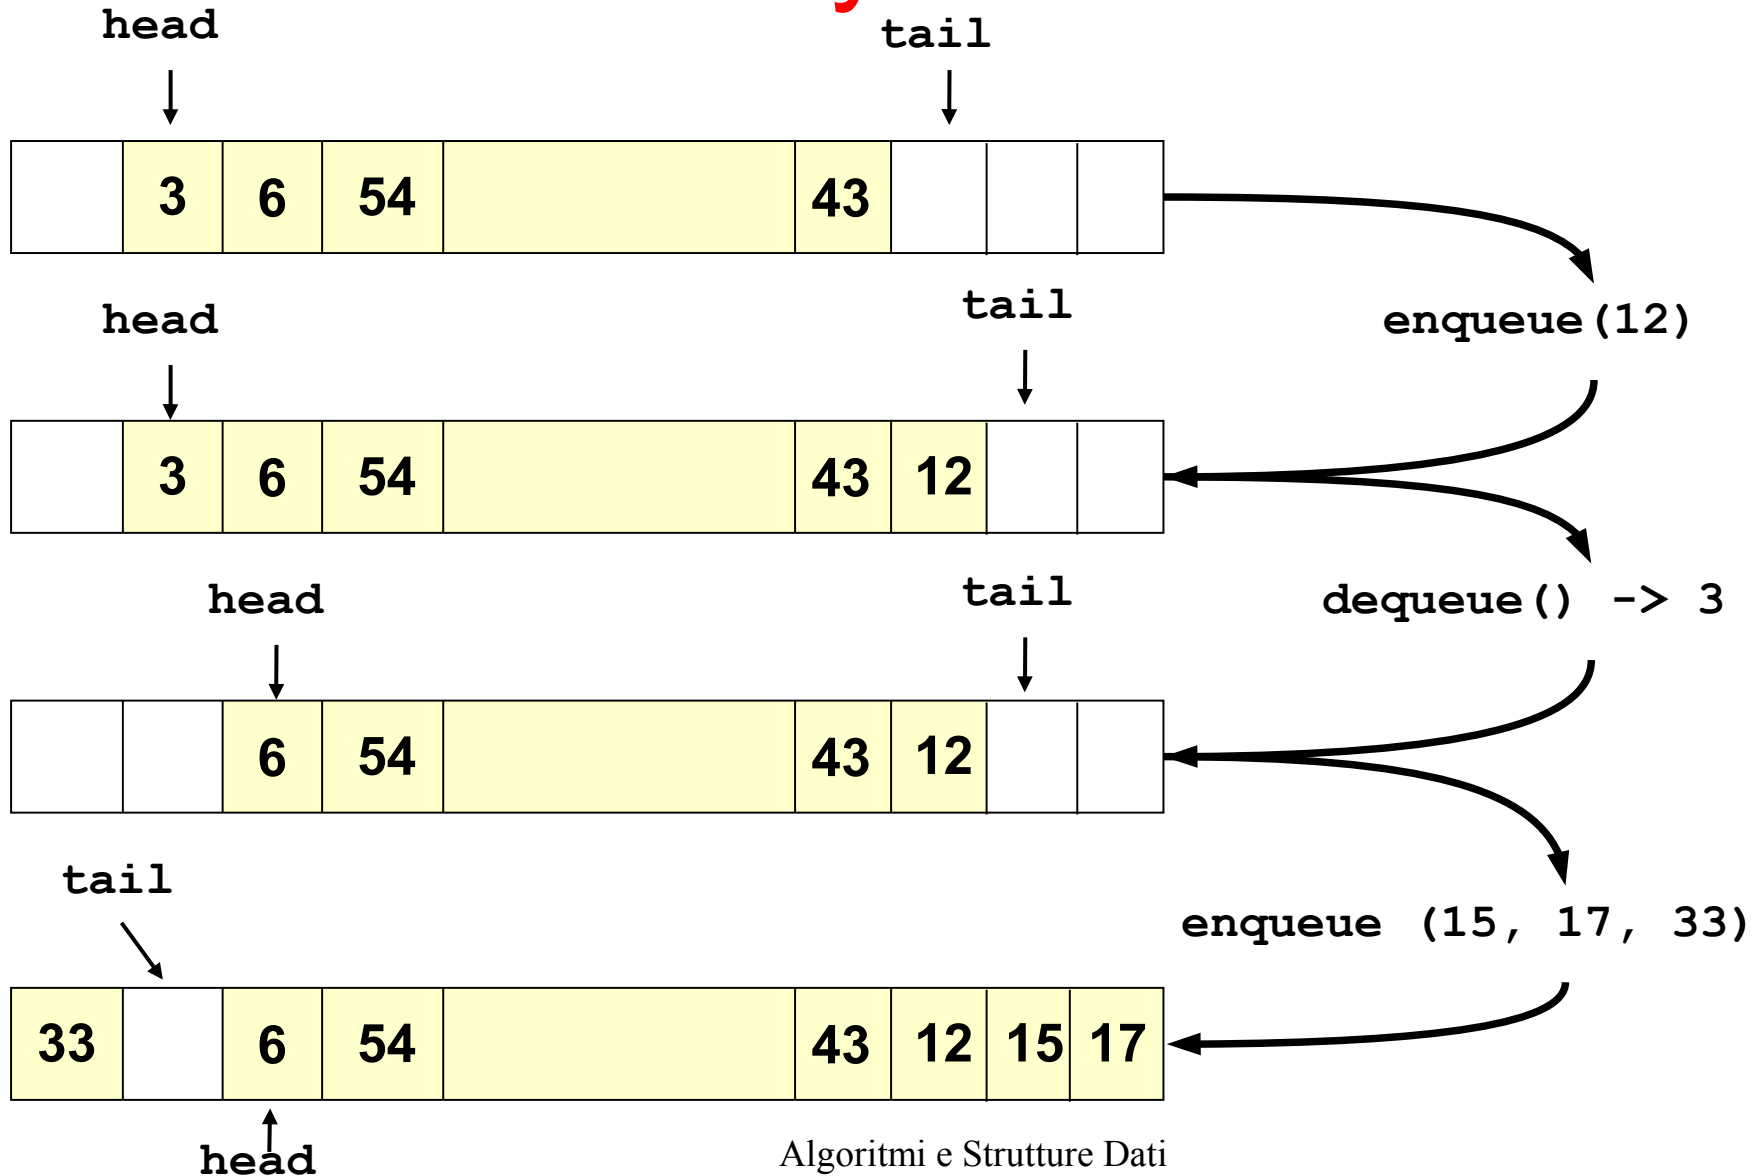 head tail
3 6 54 43
head tail
enqueue(12)
3 6 54 43 12
head tail
dequeue() -> 3
6 54 43 12
tail
enqueue (15, 17, 33)
33 6 54 43 12 15 17
head
Algoritmi e Strutture Dati